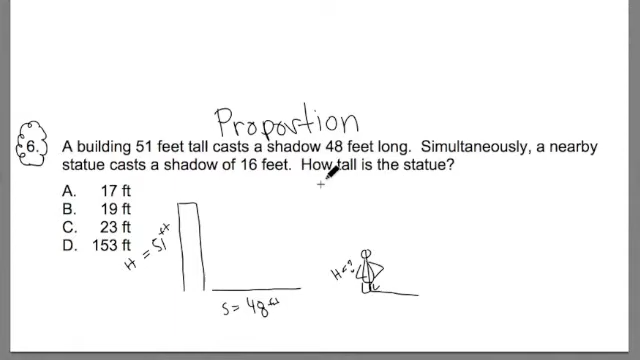 Proportion
6. A building 51 feet tall casts a shadow 48 feet long. Simultaneously, a nearby
statue casts a shadow of 16 feet. How tall is the statue?
A. 17 ft
B. 19 ft
C. 23 ft
D. 153 ft
H = 51 ft
S = 48 ft
H = ?